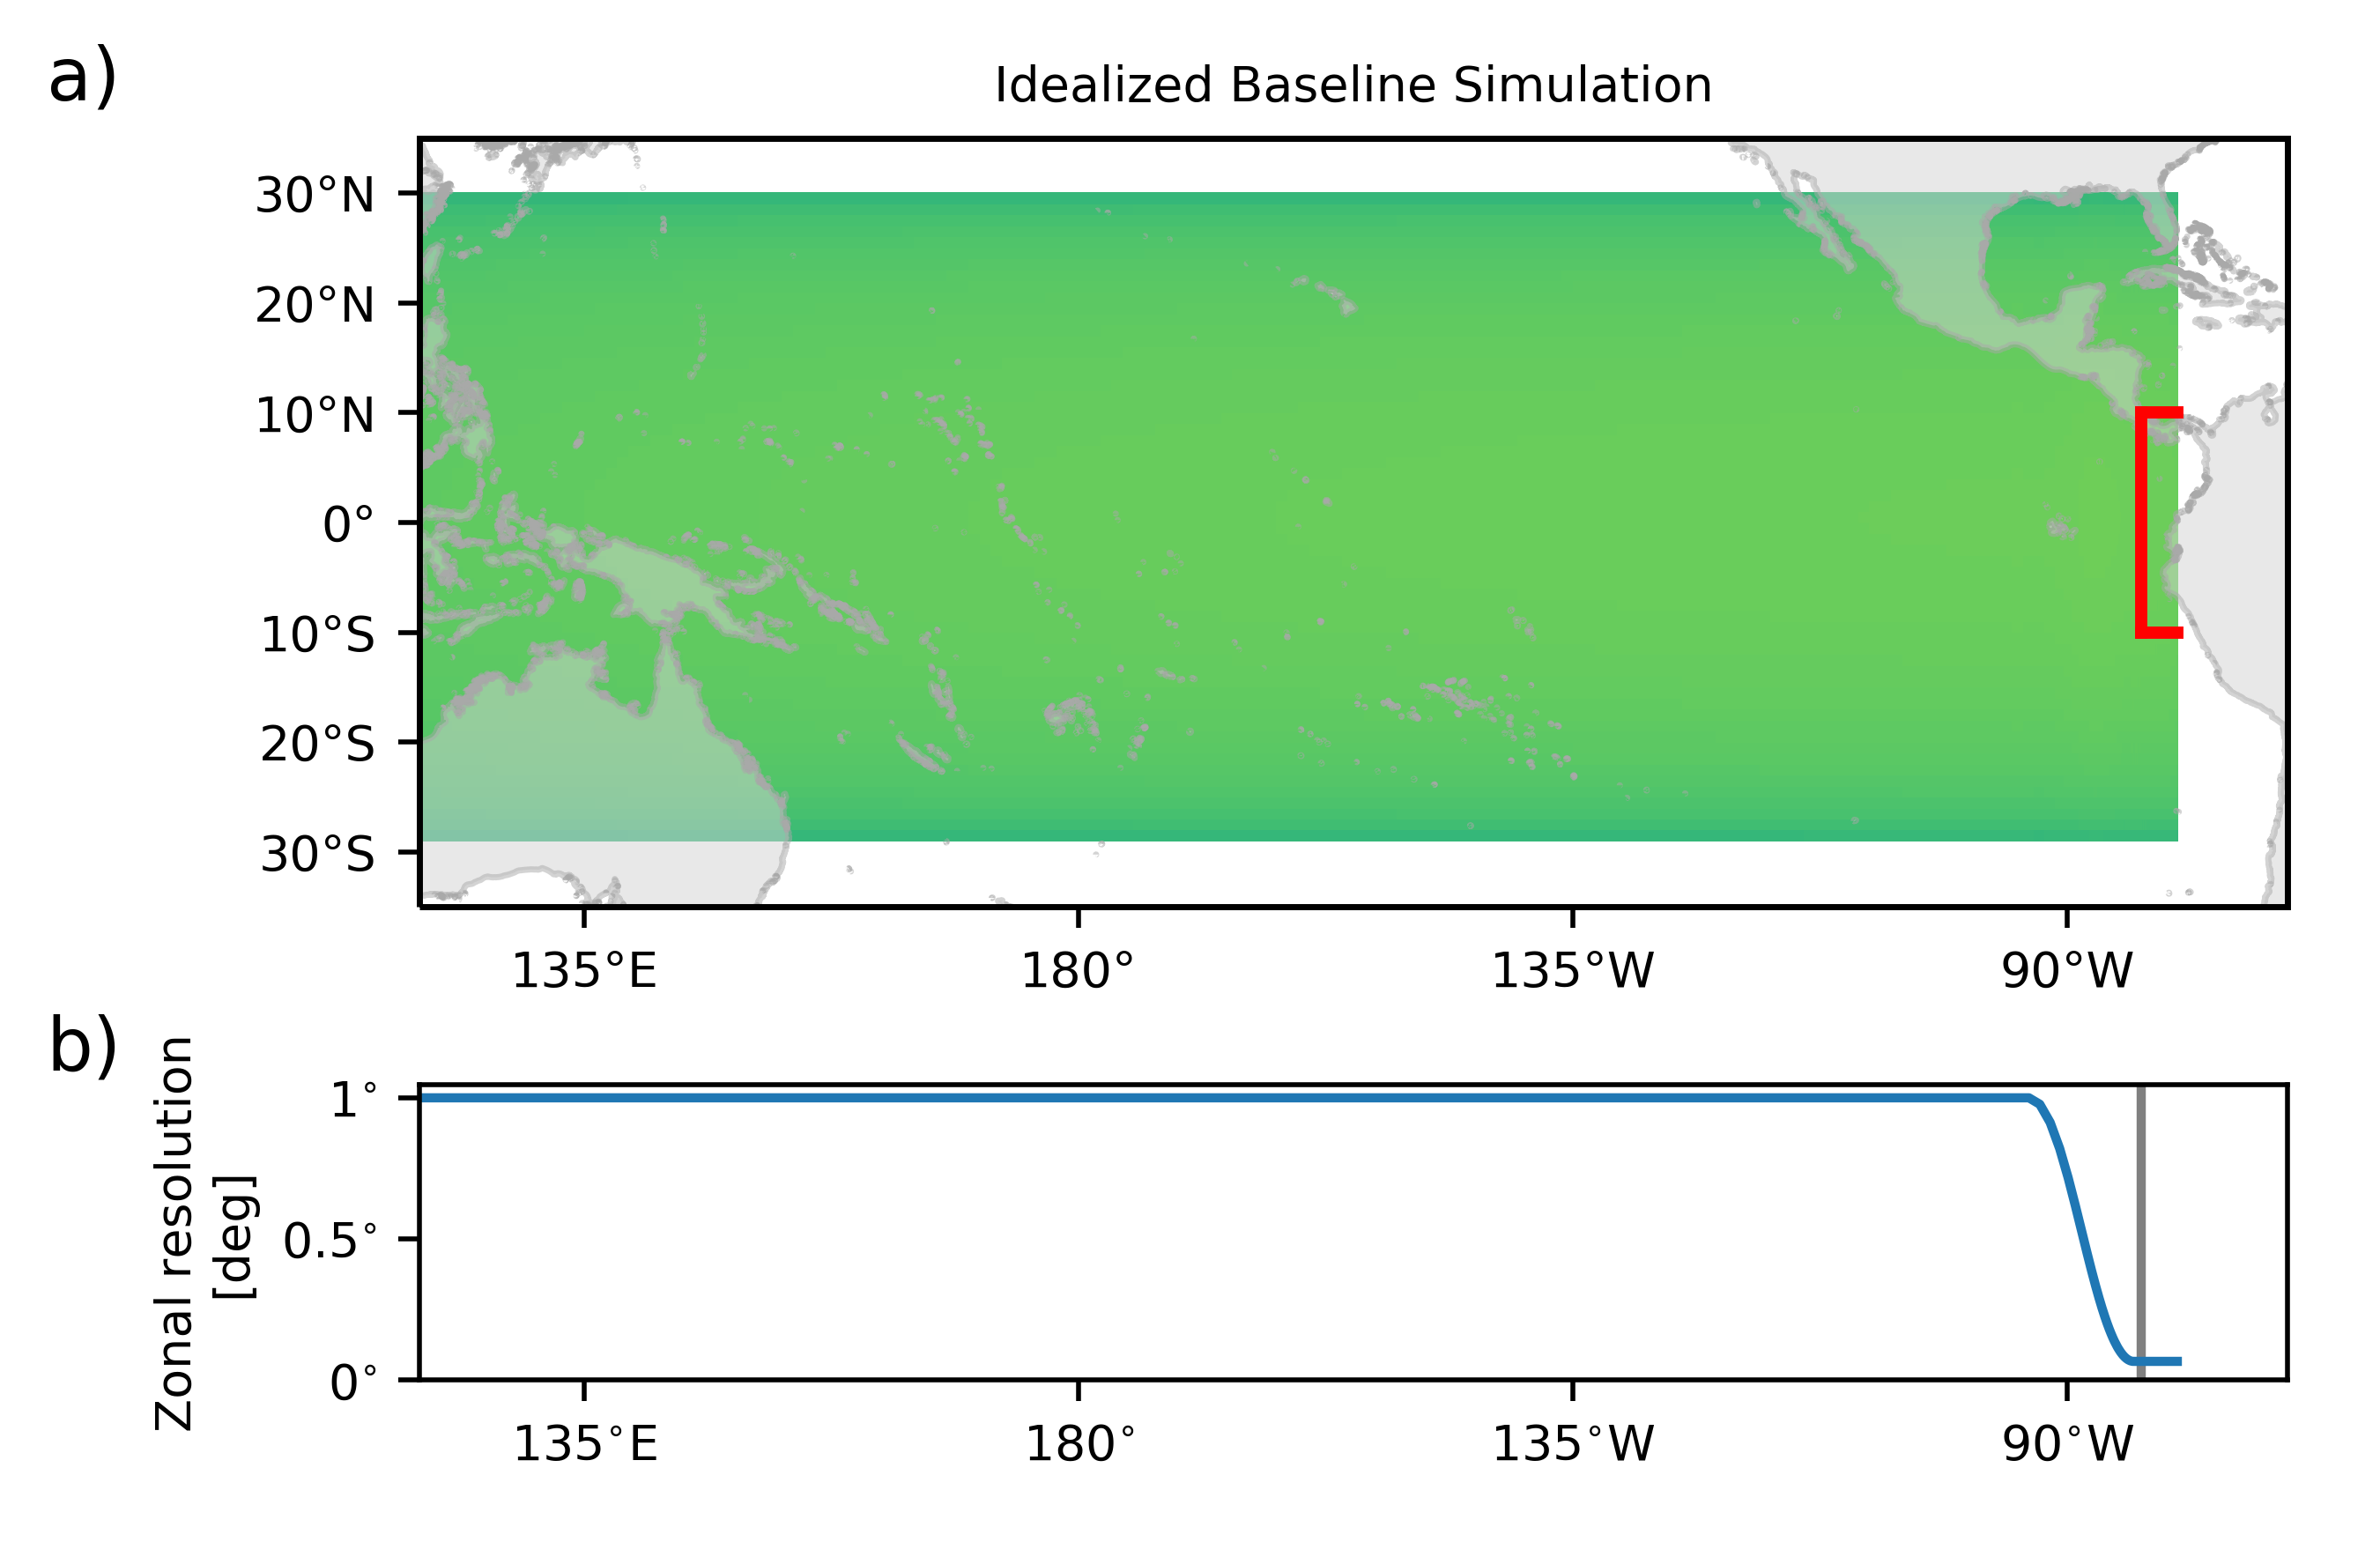 a)
Idealized Baseline Simulation
30°N
20°N
10°N
0°
10°S
20°S
30°S
135°E 180° 135°W 90°W
b)
Zonal resolution
[deg]
1°
0.5°
0°
135°E 180° 135°W 90°W